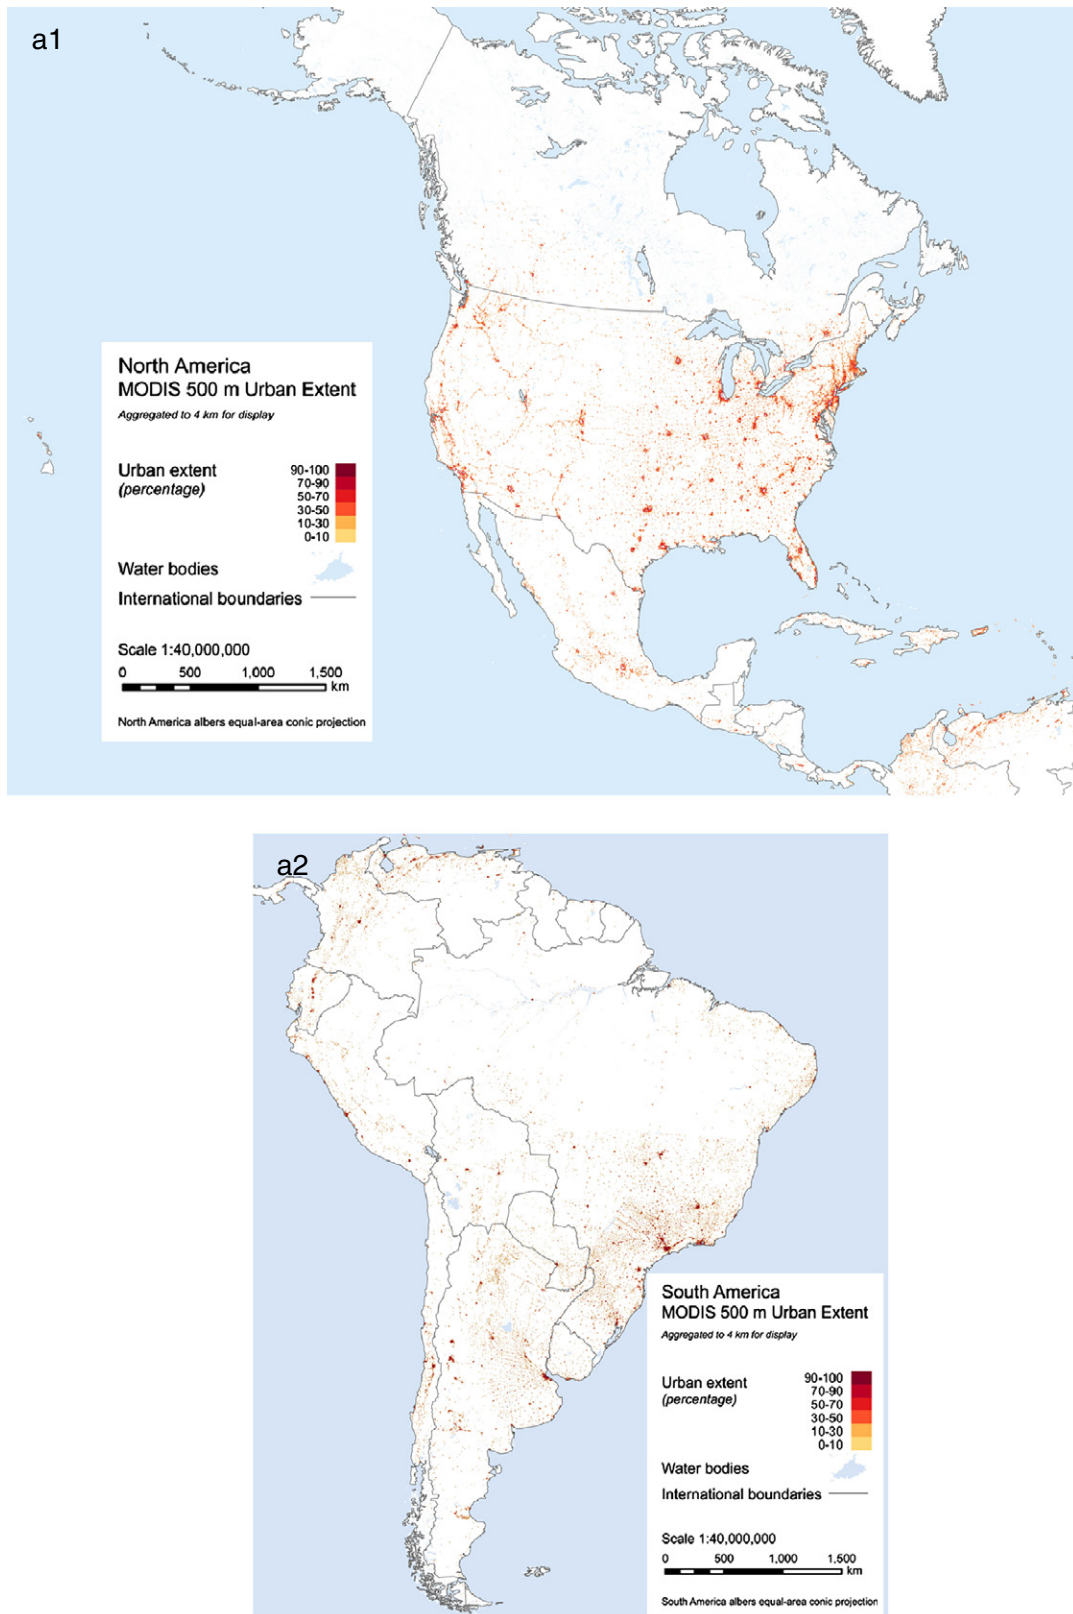 a1
North America
MODIS 500 m Urban Extent
Aggregated to 4 km for display
Urban extent
(percentage)
90-100
70-90
50-70
30-50
10-30
0-10
Water bodies
International boundaries
Scale 1:40,000,000
0 500 1,000 1,500
km
North America albers equal-area conic projection
a2
South America
MODIS 500 m Urban Extent
Aggregated to 4 km for display
Urban extent
(percentage)
90-100
70-90
50-70
30-50
10-30
0-10
Water bodies
International boundaries
Scale 1:40,000,000
0 500 1,000 1,500
km
South America albers equal-area conic projection